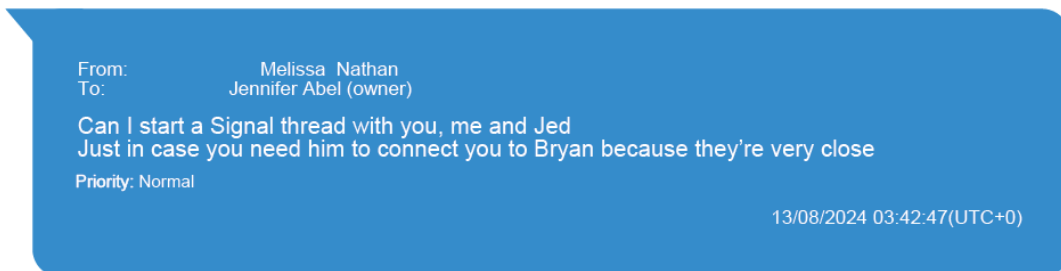 From: Melissa Nathan
To: Jennifer Abel (owner)
Can I start a Signal thread with you, me and Jed
Just in case you need him to connect you to Bryan because they’re very close
Priority: Normal
13/08/2024 03:42:47(UTC+0)